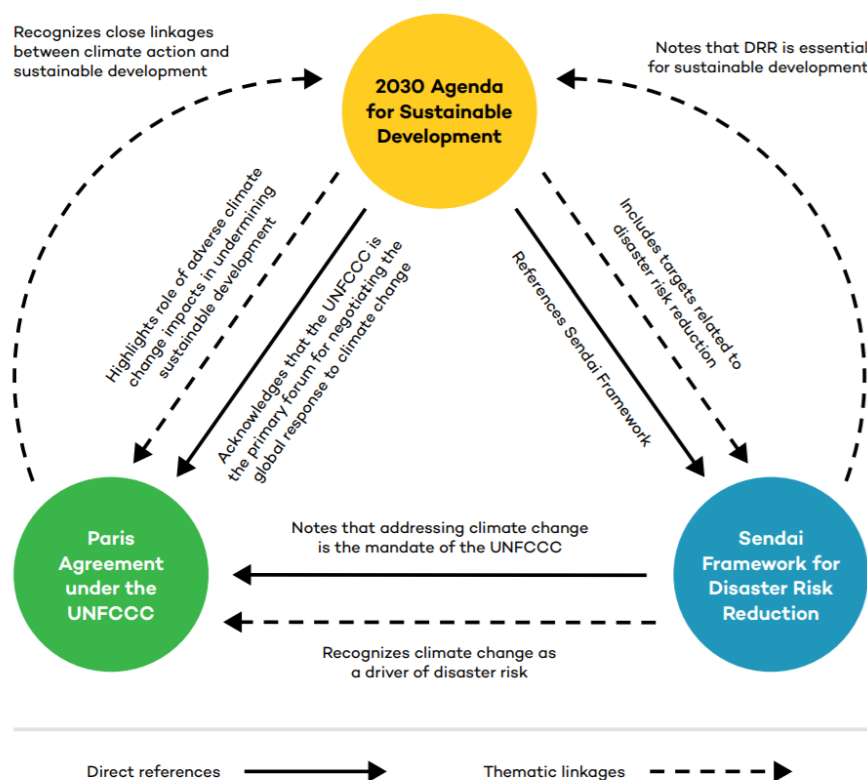 Recognizes close linkages
between climate action and
sustainable development
Notes that DRR is essential
for sustainable development
2030 Agenda
for Sustainable
Development
Highlights role of adverse climate
change impacts in undermining
sustainable development
Acknowledges that the UNFCCC is
the primary forum for negotiating the
global response to climate change
References Sendai Framework
Includes targets related to
disaster risk reduction
Paris
Agreement
under the
UNFCCC
Notes that addressing climate change
is the mandate of the UNFCCC
Recognizes climate change as
a driver of disaster risk
Sendai
Framework for
Disaster Risk
Reduction
Direct references
Thematic linkages